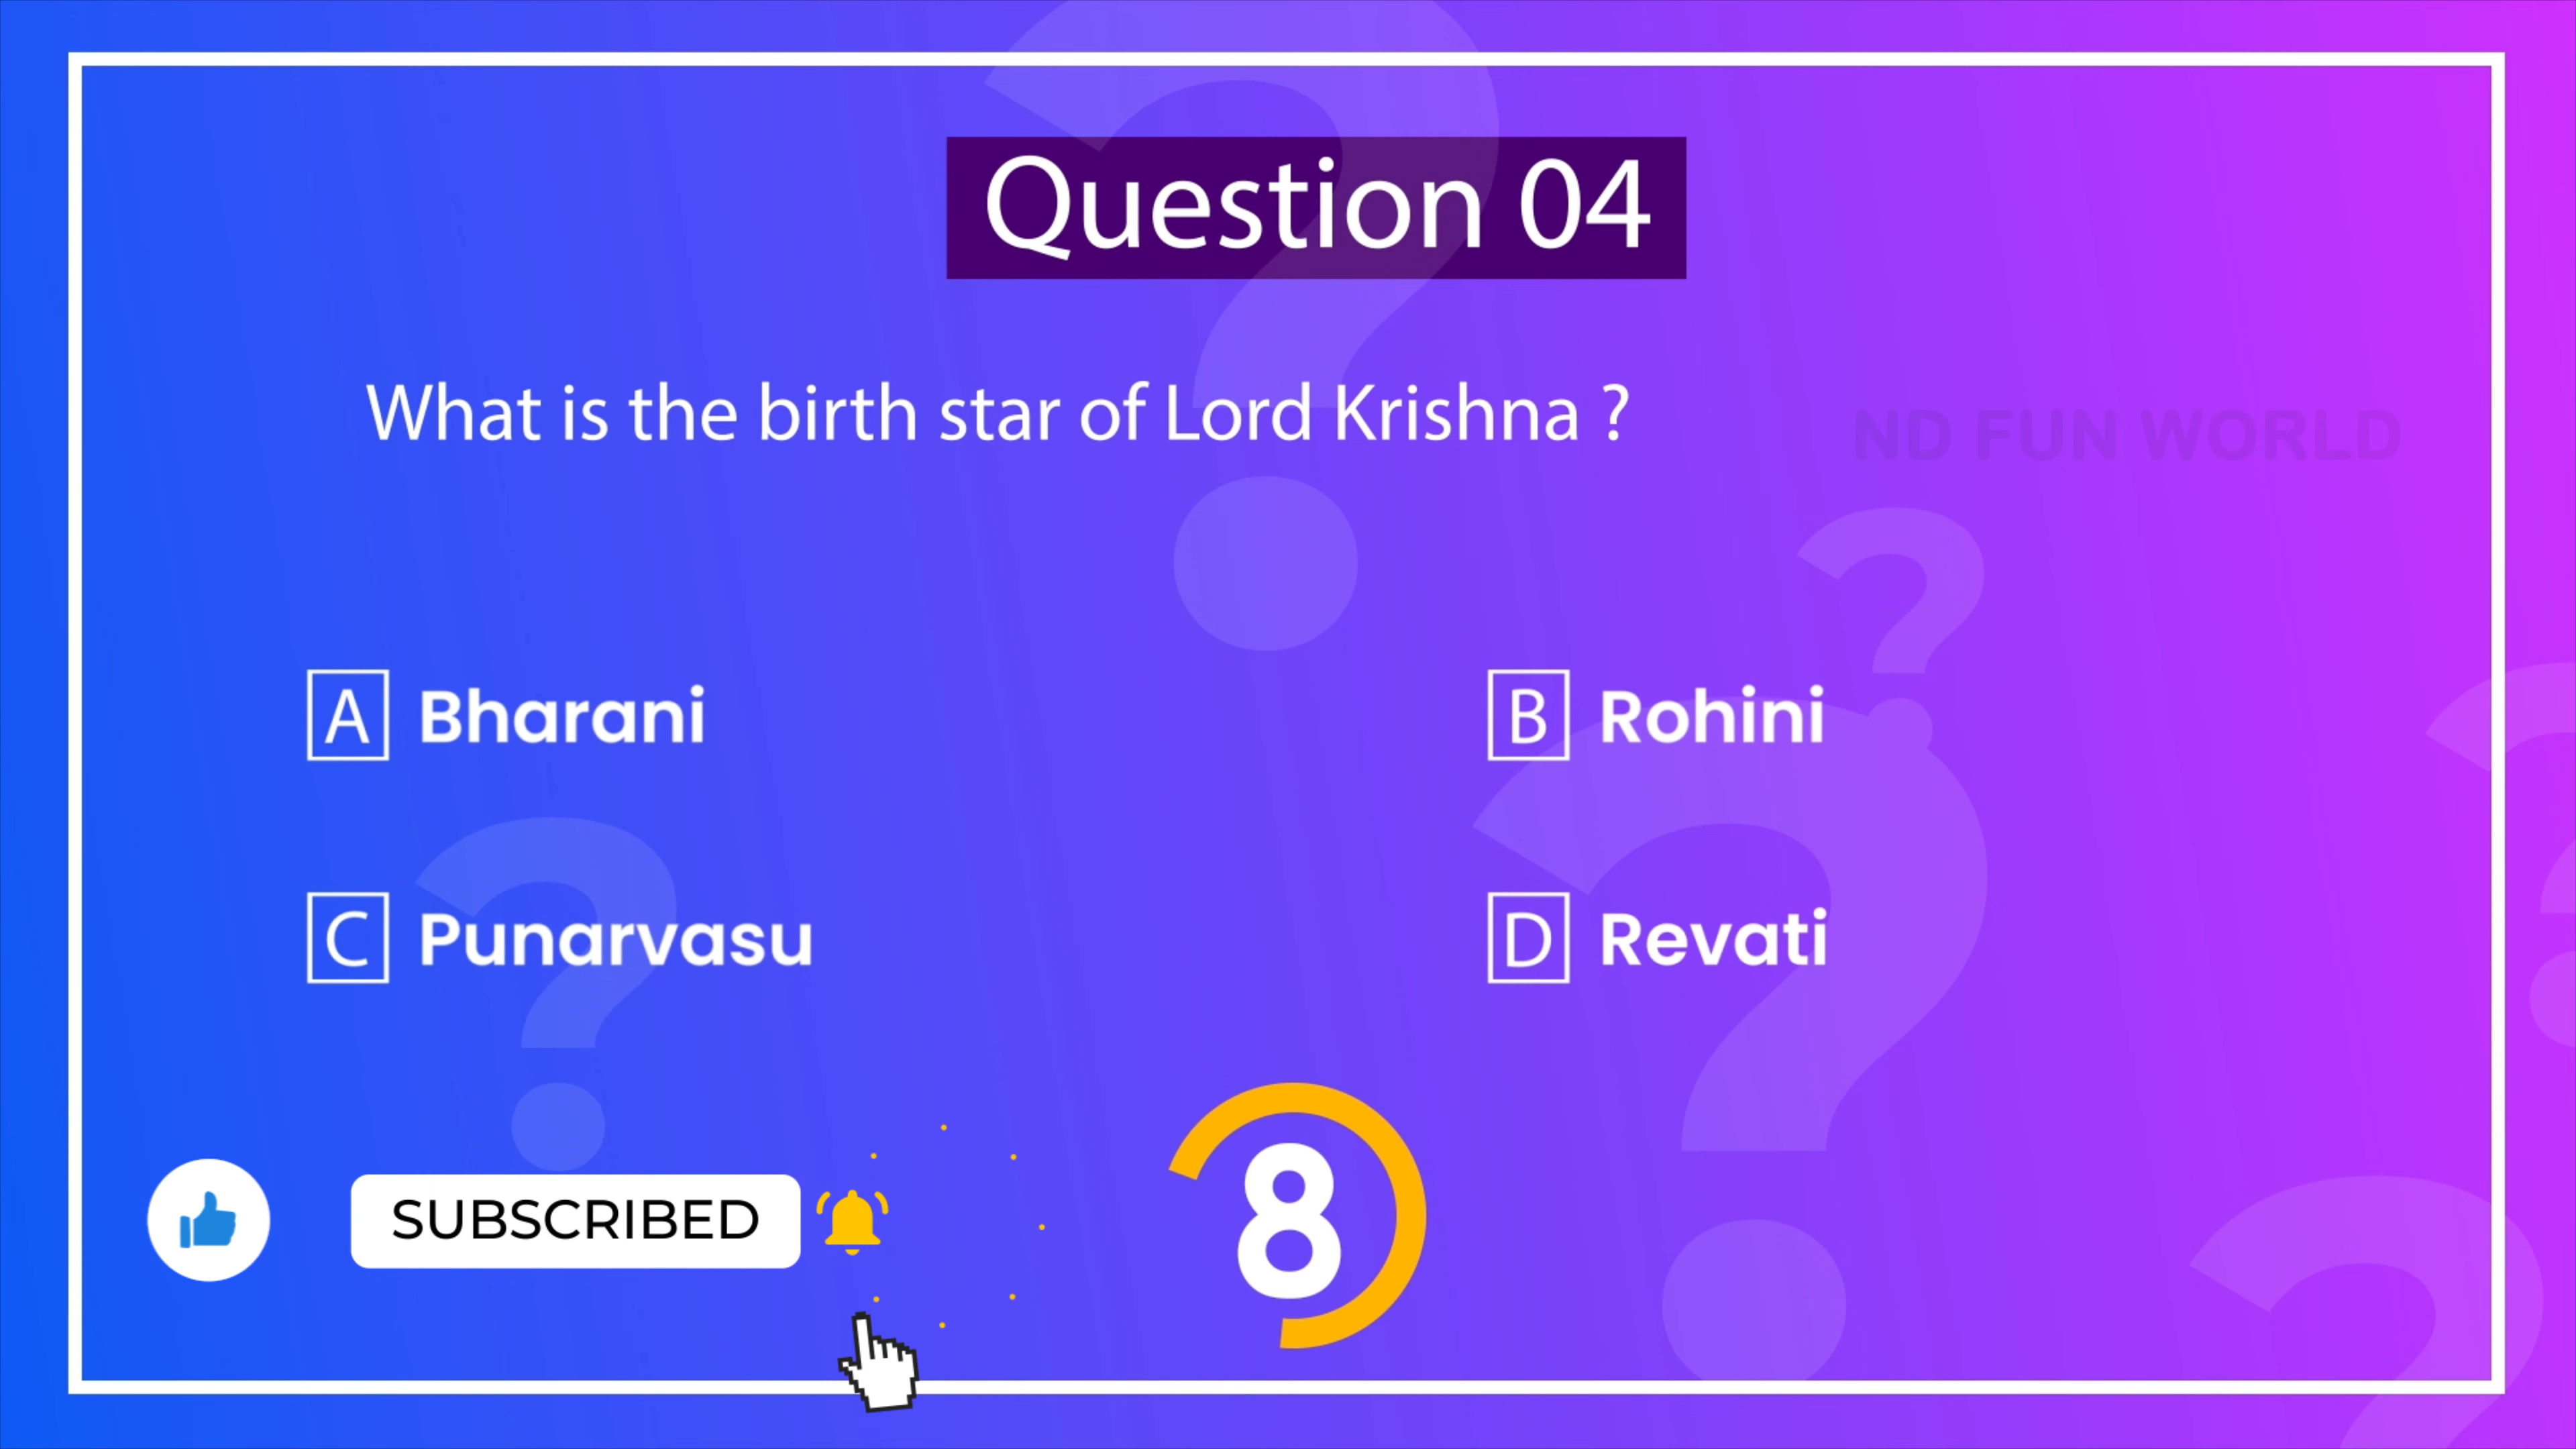 Question 04
What is the birth star of Lord Krishna ?
ND FUN WORLD
A Bharani
B Rohini
C Punarvasu
D Revati
SUBSCRIBED
8